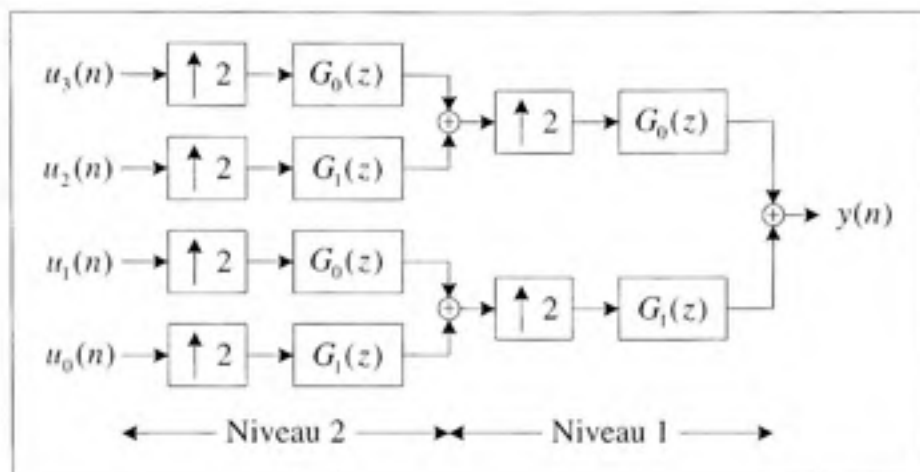 u₃(n) ↑ 2 G₀(z)
↑ 2 G₀(z)
u₂(n) ↑ 2 G₁(z)
y(n)
u₁(n) ↑ 2 G₀(z)
↑ 2 G₁(z)
u₀(n) ↑ 2 G₁(z)
Niveau 2 Niveau 1